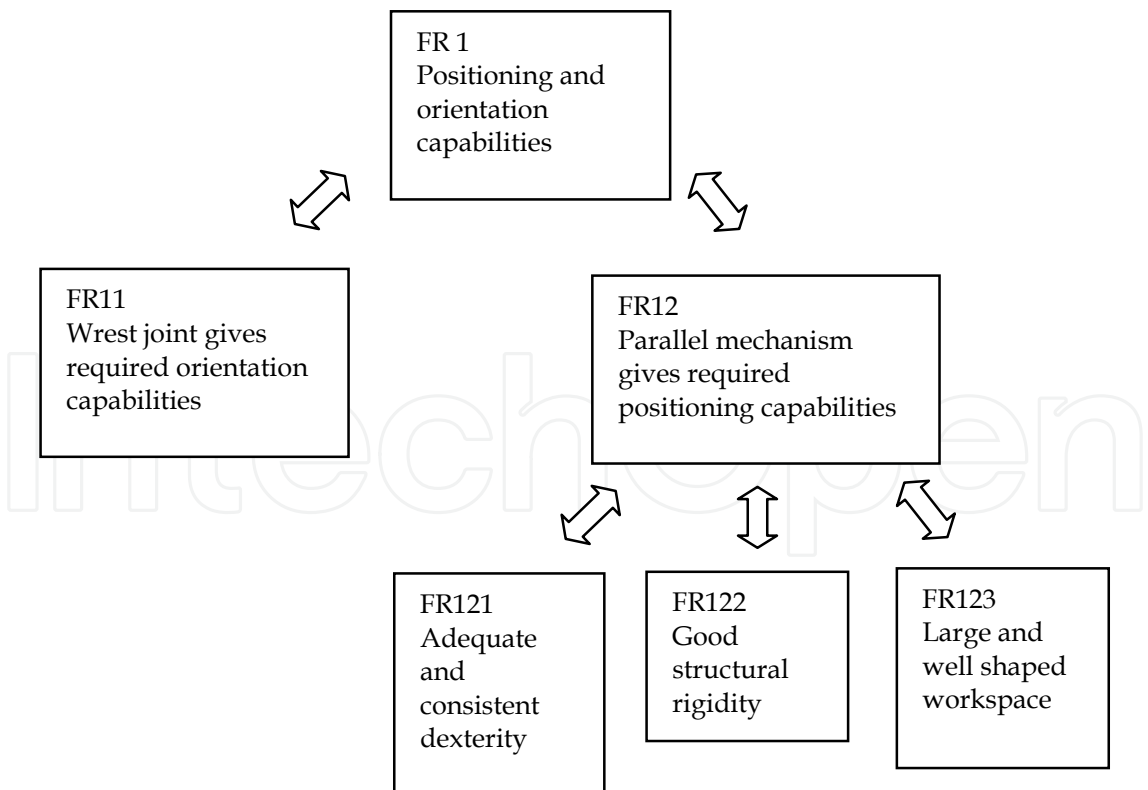 FR 1
Positioning and
orientation
capabilities
FR11
Wrest joint gives
required orientation
capabilities
FR12
Parallel mechanism
gives required
positioning capabilities
IntechOpen
FR121
Adequate
and
consistent
dexterity
FR122
Good
structural
rigidity
FR123
Large and
well shaped
workspace